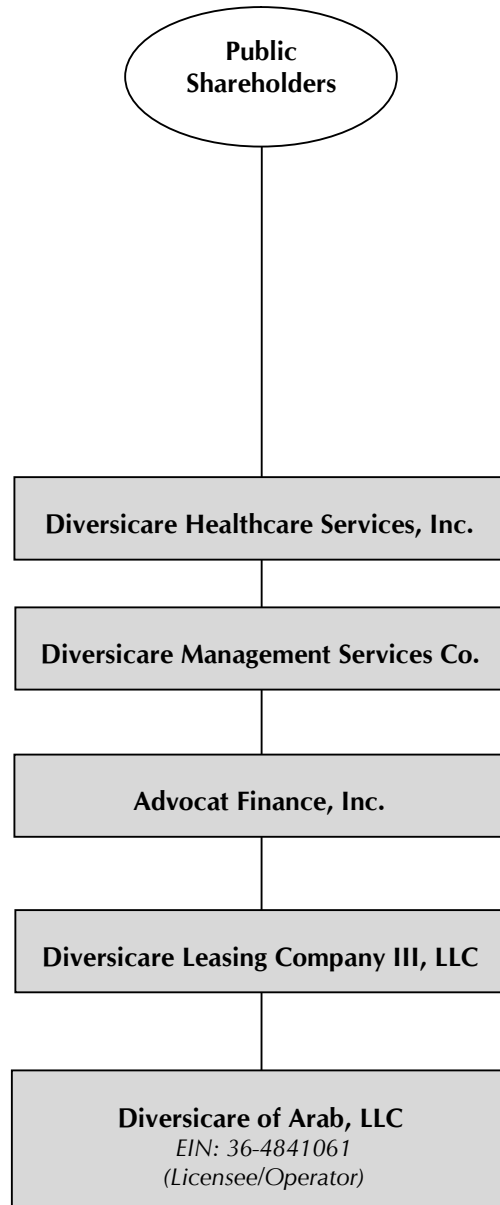 Public
Shareholders
Diversicare Healthcare Services, Inc.
Diversicare Management Services Co.
Advocat Finance, Inc.
Diversicare Leasing Company III, LLC
Diversicare of Arab, LLC
EIN: 36-4841061
(Licensee/Operator)